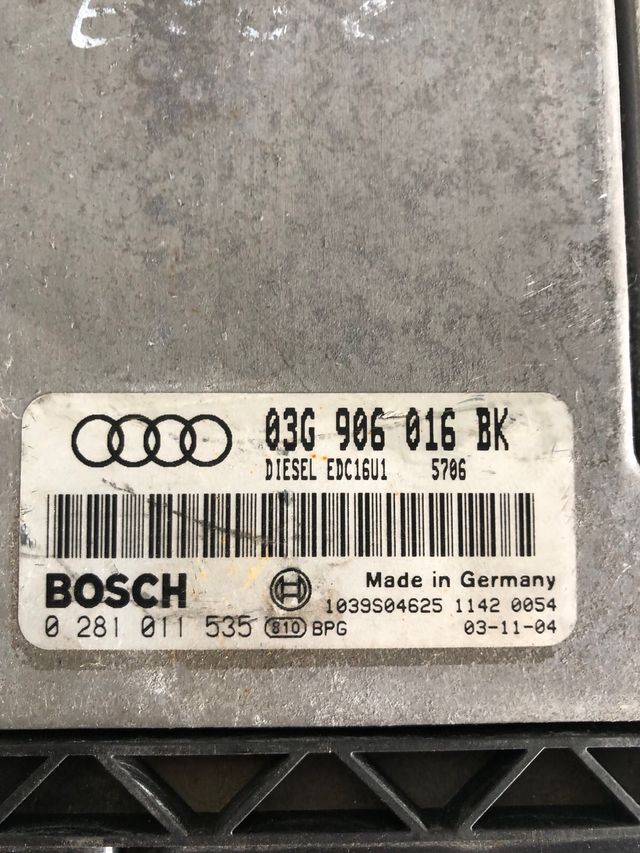 03G 906 016 BK
DIESEL EDC16U1 5706
BOSCH
Made in Germany
1039S04625 1142 0054
0 281 011 535 810 BPG 03-11-04